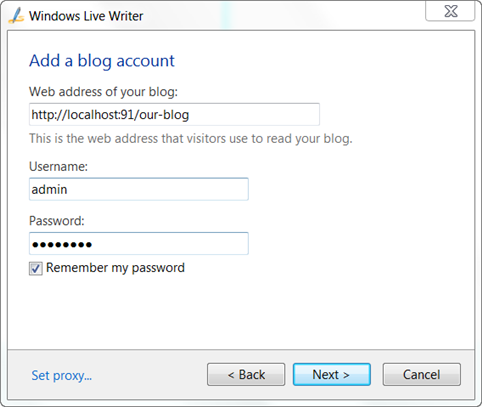 Windows Live Writer
Add a blog account
Web address of your blog:
http://localhost:91/our-blog
This is the web address that visitors use to read your blog.
Username:
admin
Password:
●●●●●●●●
Remember my password
Set proxy...
< Back
Next >
Cancel